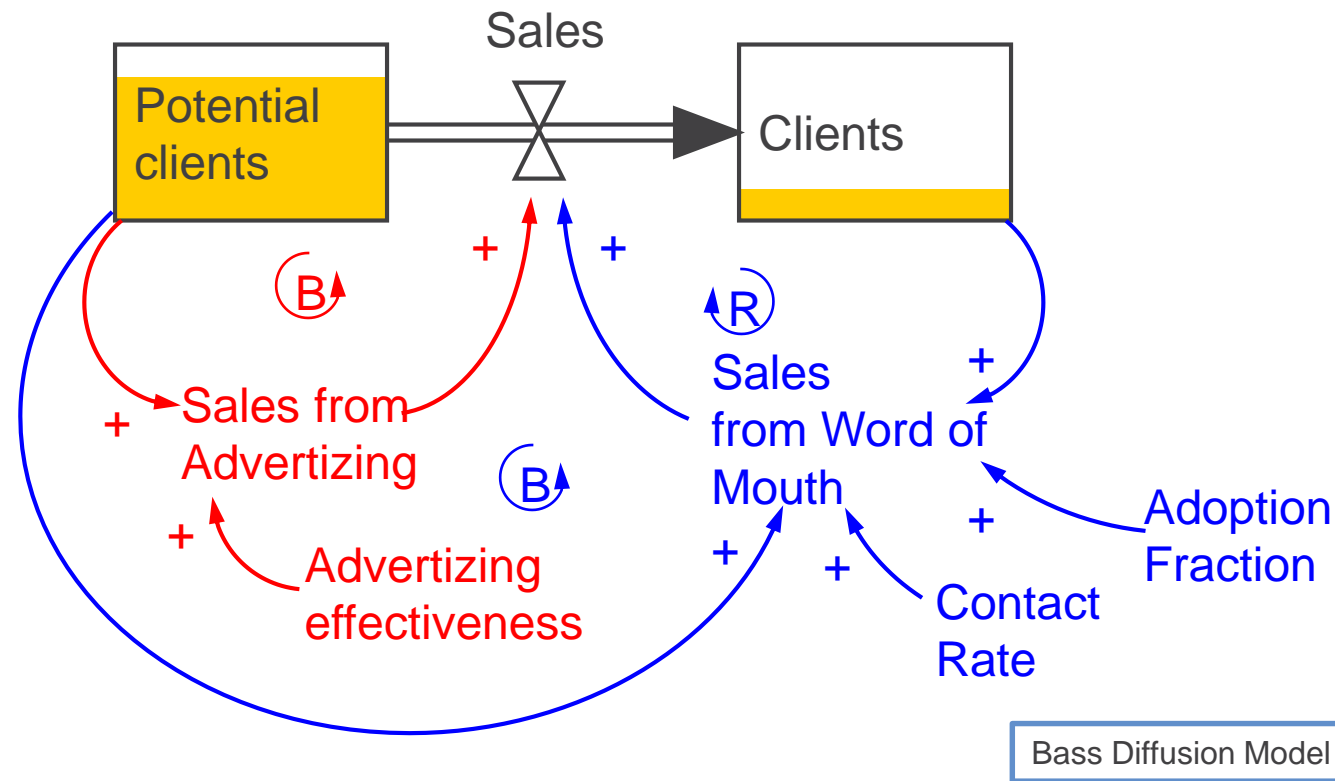 Sales
Potential
clients
Clients
+
+
B
R
Sales
from Word of
Mouth
+
+
Sales from
Advertizing
B
+
+
+
+
Adoption
Fraction
Advertizing
effectiveness
Contact
Rate
Bass Diffusion Model